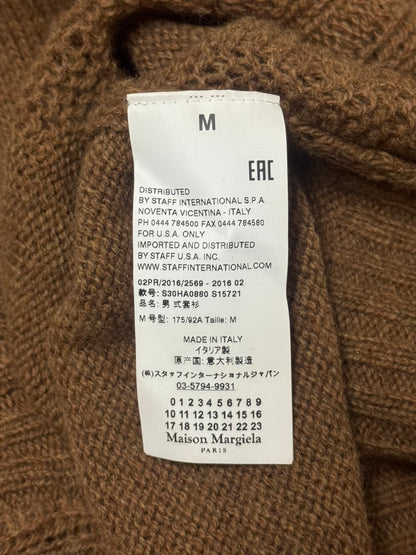 M
EAC
DISTRIBUTED
BY STAFF INTERNATIONAL S.P.A.
NOVENTA VICENTINA - ITALY
PH 0444 784500 FAX 0444 784580
FOR U.S.A. ONLY
IMPORTED AND DISTRIBUTED
BY STAFF U.S.A. INC.
WWW.STAFFINTERNATIONAL.COM
02PR/2016/2569 - 2016 02
款号: S30HA0880 S15721
品名: 男 式套衫
M 号型: 175/92A Taille: M
MADE IN ITALY
イタリア製
原产国: 意大利製造
(株)スタッフインターナショナルジャパン
03-5794-9931
0 1 2 3 4 5 6 7 8 9
10 11 12 13 14 15 16
17 18 19 20 21 22 23
Maison Margiela
PARIS